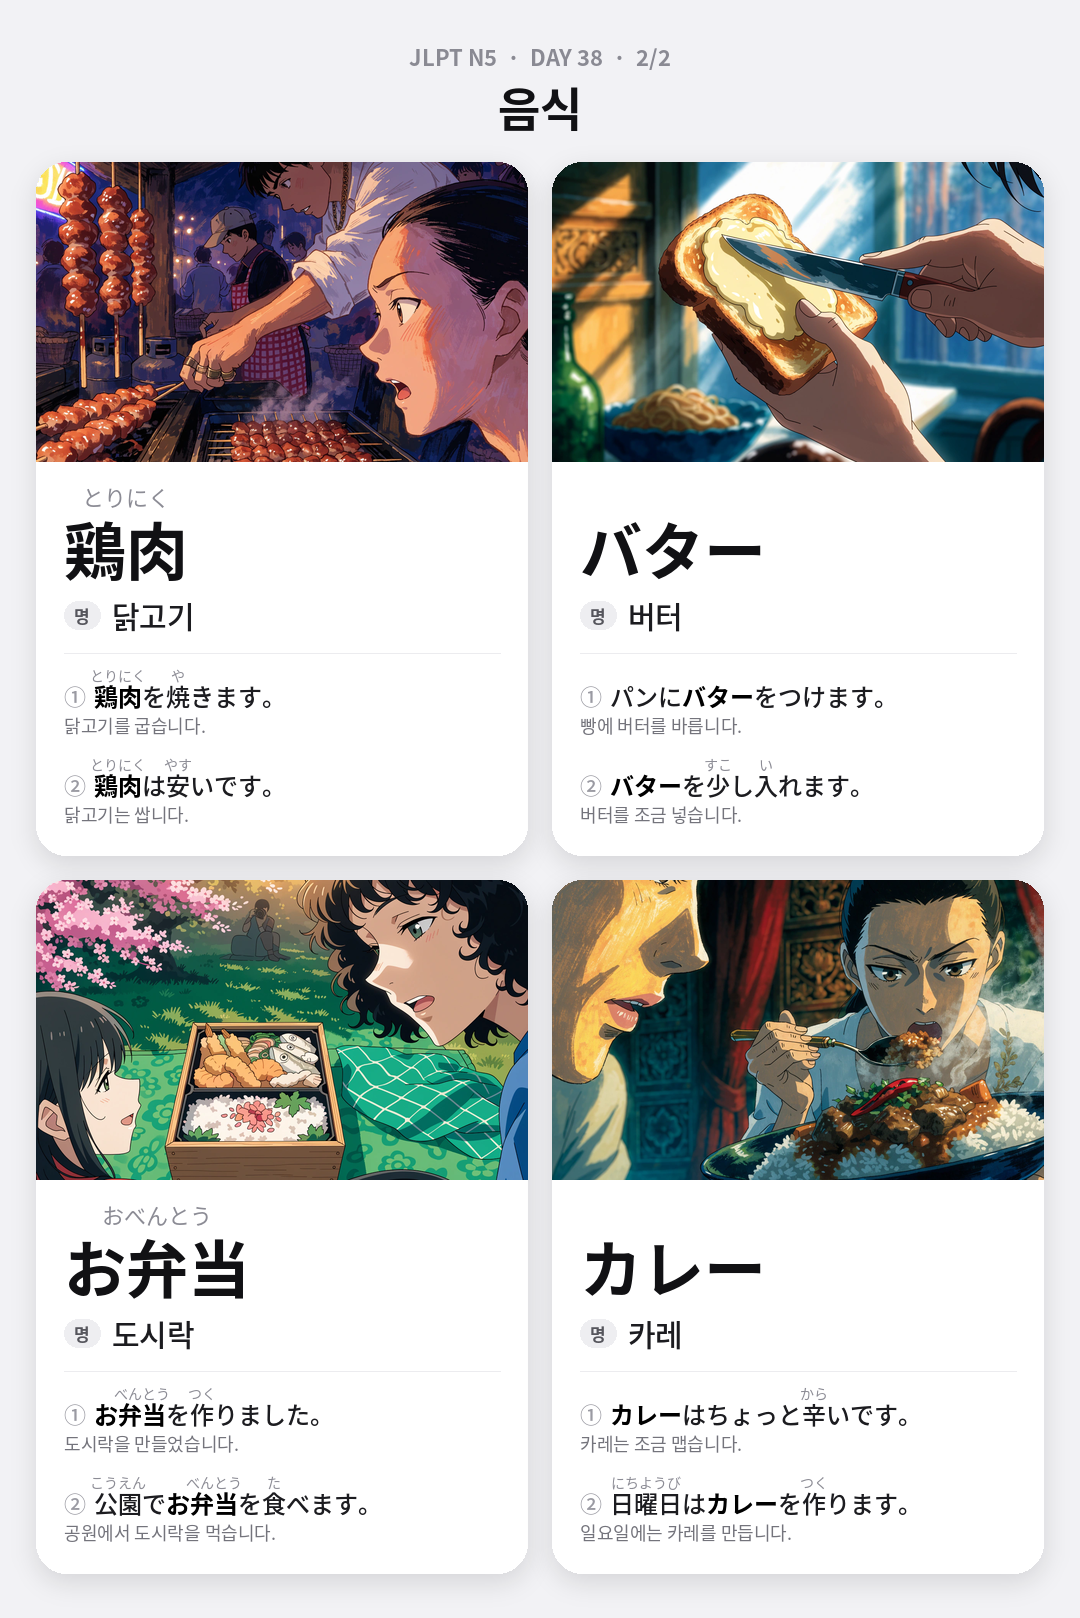 JLPT N5 · DAY 38 · 2/2
음식
とりにく
鶏肉
명 닭고기
とりにく や
① 鶏肉を焼きます。
닭고기를 굽습니다.
とりにく やす
② 鶏肉は安いです。
닭고기는 쌉니다.
バター
명 버터
① パンにバターをつけます。
빵에 버터를 바릅니다.
すこ い
② バターを少し入れます。
버터를 조금 넣습니다.
おべんとう
お弁当
명 도시락
べんとう つく
① お弁当を作りました。
도시락을 만들었습니다.
こうえん べんとう た
② 公園でお弁当を食べます。
공원에서 도시락을 먹습니다.
カレー
명 카레
から
① カレーはちょっと辛いです。
카레는 조금 맵습니다.
にちようび つく
② 日曜日はカレーを作ります。
일요일에는 카레를 만듭니다.